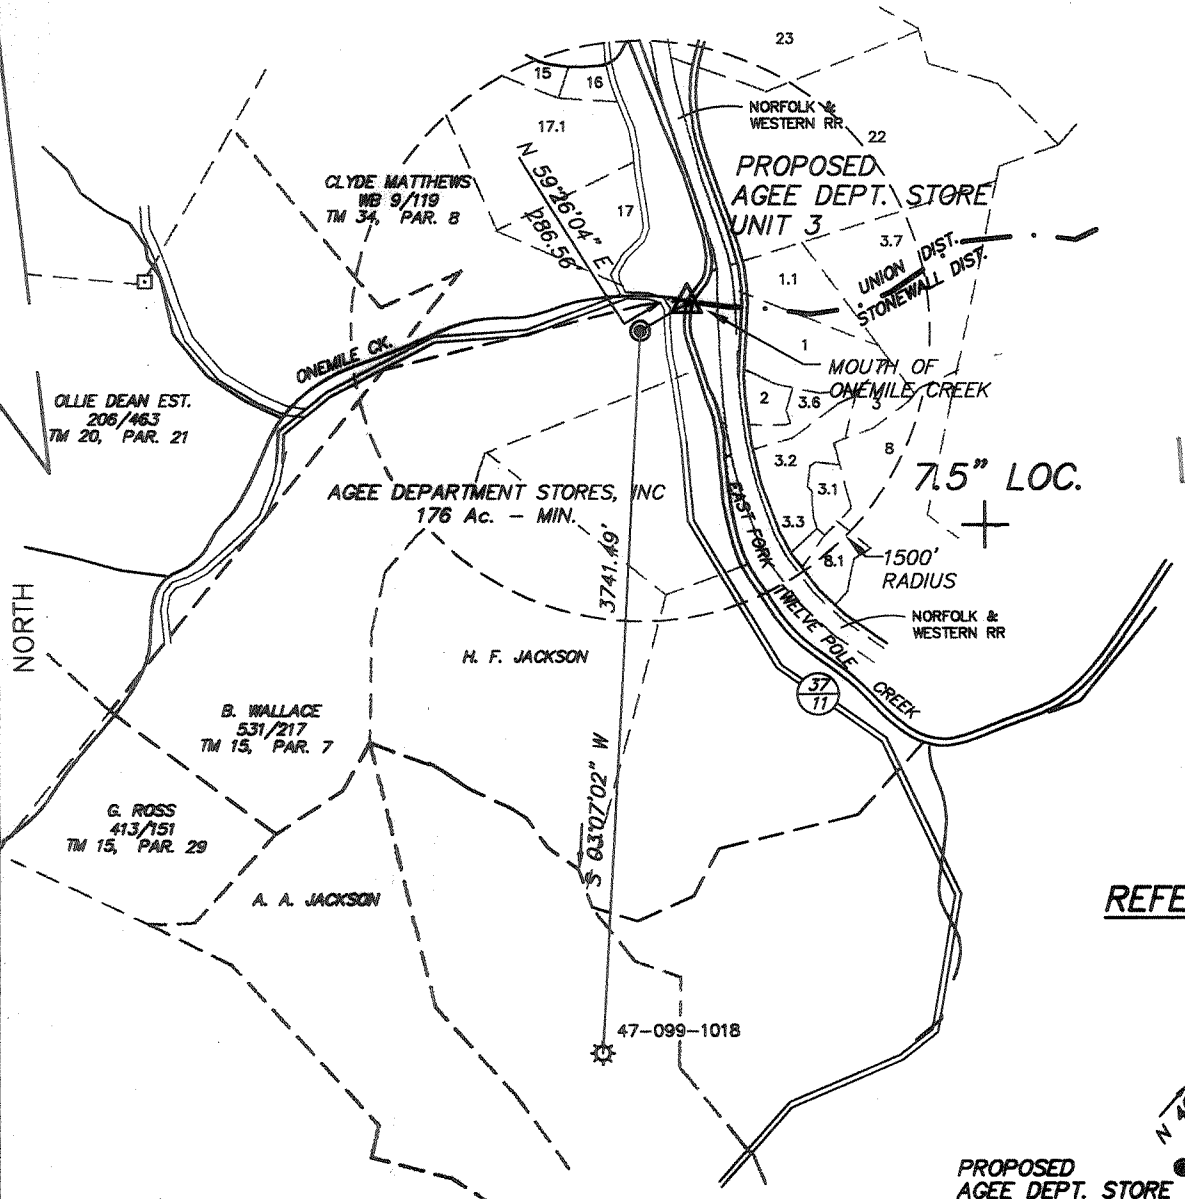 23
15
16
NORFOLK &
WESTERN RR
17.1
22
PROPOSED
AGEE DEPT. STORE
UNIT 3
CLYDE MATTHEWS
WB 9/119
TM 34, PAR. 8
N 59°26'04" E
286.56'
17
3.7
UNION DIST.
STONEWALL DIST.
1.1
1
MOUTH OF
ONEMILE CREEK
ONEMILE CK.
2
3.6
3
OLLIE DEAN EST.
206/463
TM 20, PAR. 21
8
3.2
7.5" LOC.
3.1
AGEE DEPARTMENT STORES, INC
176 Ac. - MIN.
3.3
8.1
1500'
RADIUS
3741.49'
EAST FORK
TWELVE POLE
CREEK
NORFOLK &
WESTERN RR
NORTH
H. F. JACKSON
37
11
B. WALLACE
531/217
TM 15, PAR. 7
S 03°07'02" W
G. ROSS
413/151
TM 15, PAR. 29
A. A. JACKSON
REFE
47-099-1018
PROPOSED
AGEE DEPT. STORE